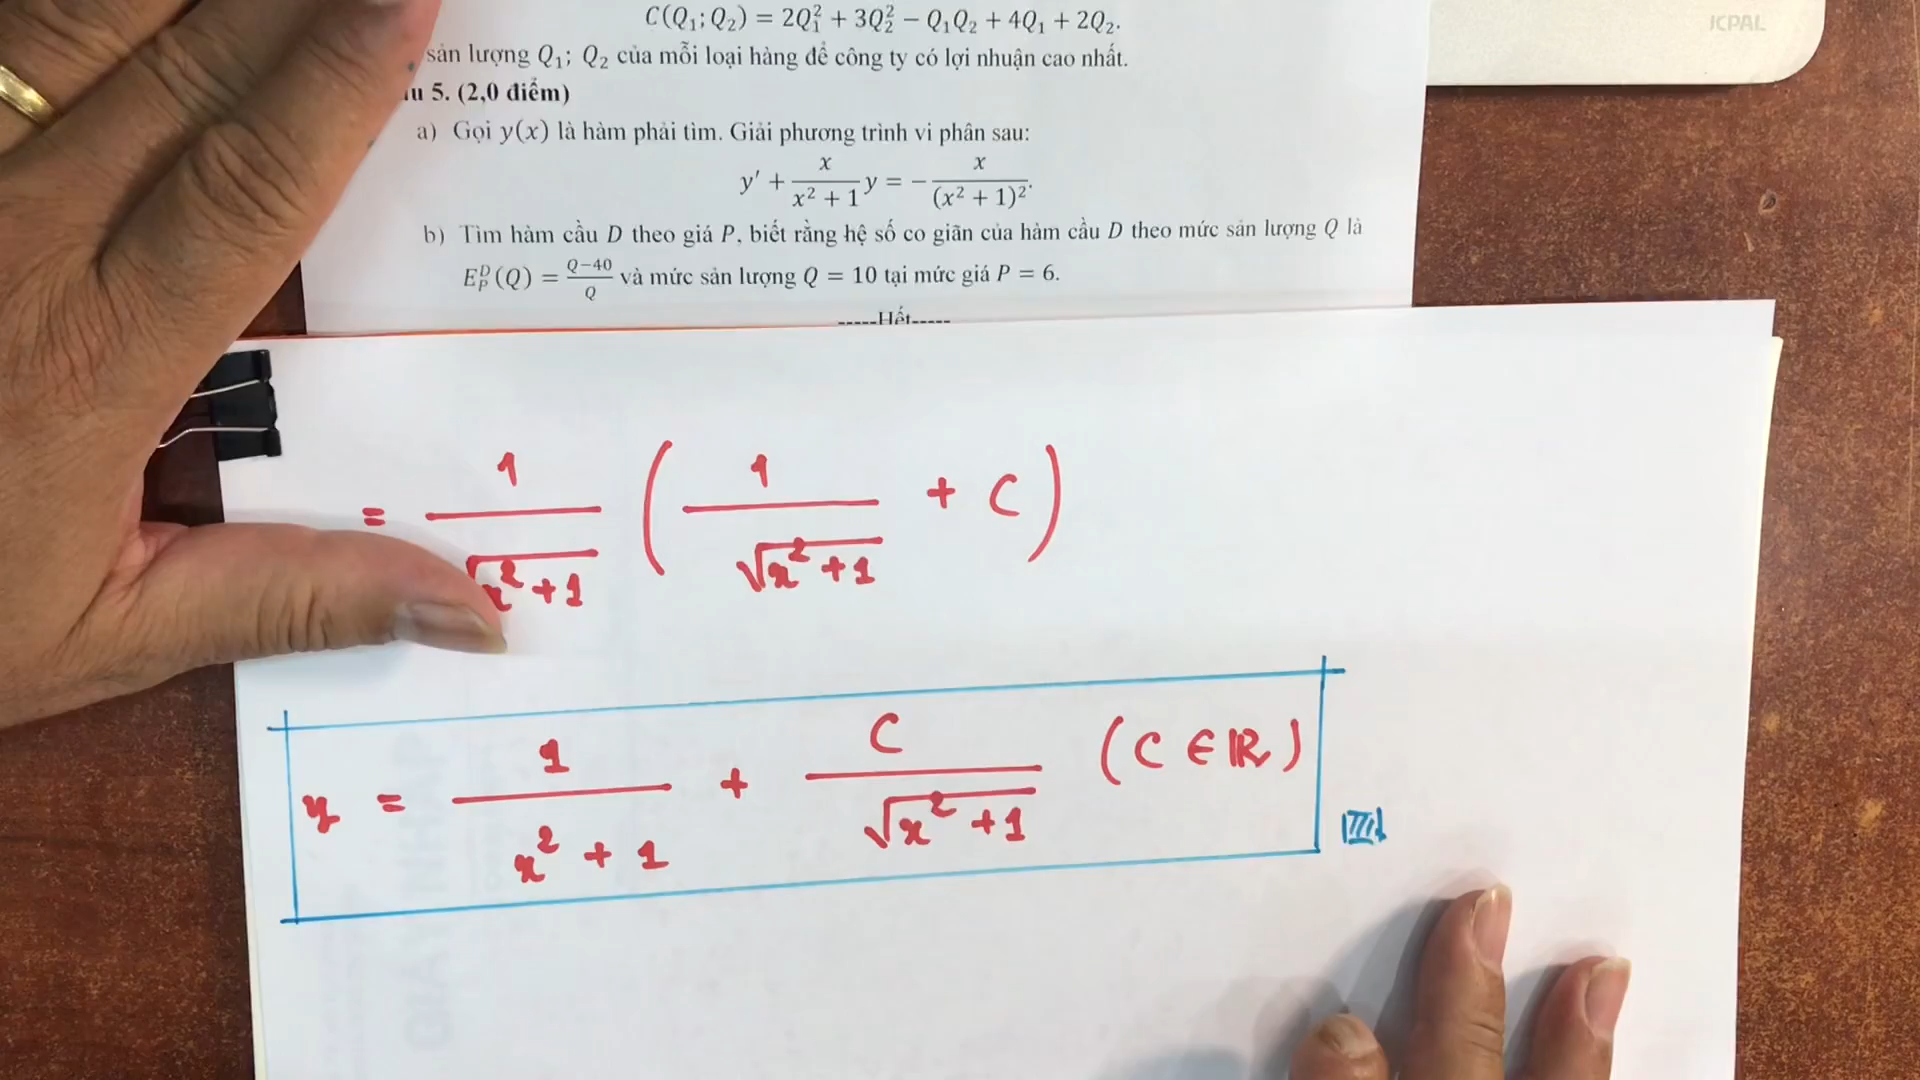 JCPAL
C(Q₁; Q₂) = 2Q₁² + 3Q₂² − Q₁Q₂ + 4Q₁ + 2Q₂.
sản lượng Q₁; Q₂ của mỗi loại hàng để công ty có lợi nhuận cao nhất.
u 5. (2,0 điểm)
a) Gọi y(x) là hàm phải tìm. Giải phương trình vi phân sau:
y′ + x/(x² + 1) y = − x/(x² + 1)².
b) Tìm hàm cầu D theo giá P, biết rằng hệ số co giãn của hàm cầu D theo mức sản lượng Q là
E_P^D(Q) = (Q−40)/Q và mức sản lượng Q = 10 tại mức giá P = 6.
-----Hết-----
= 1/√(x² + 1) (1/√(x² + 1) + C)
y = 1/(x² + 1) + C/√(x² + 1) (C ∈ ℝ)